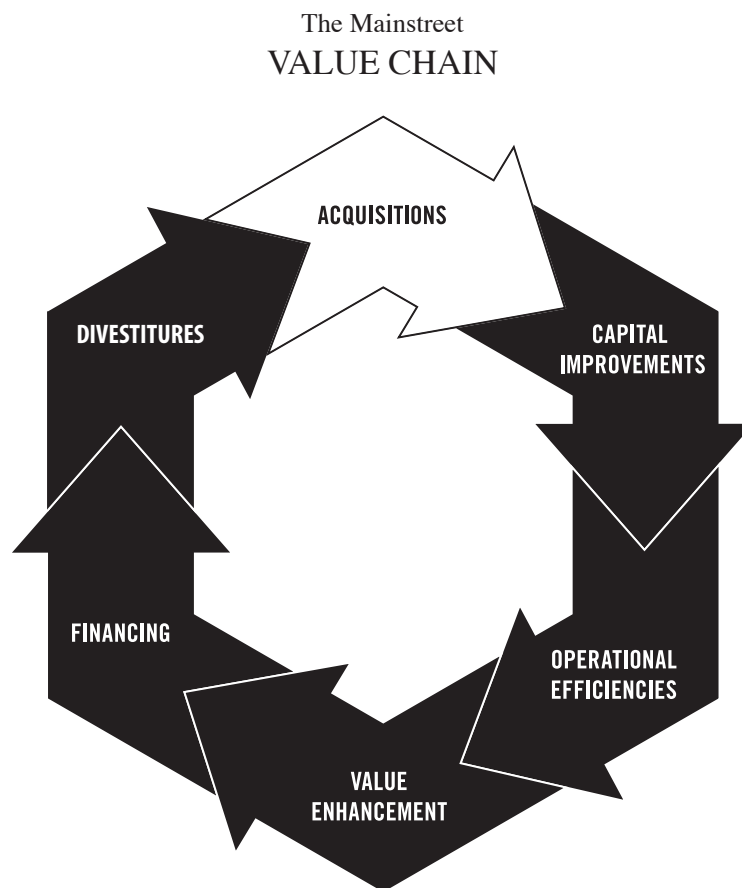 The Mainstreet
VALUE CHAIN
ACQUISITIONS
CAPITAL
IMPROVEMENTS
OPERATIONAL
EFFICIENCIES
VALUE
ENHANCEMENT
FINANCING
DIVESTITURES